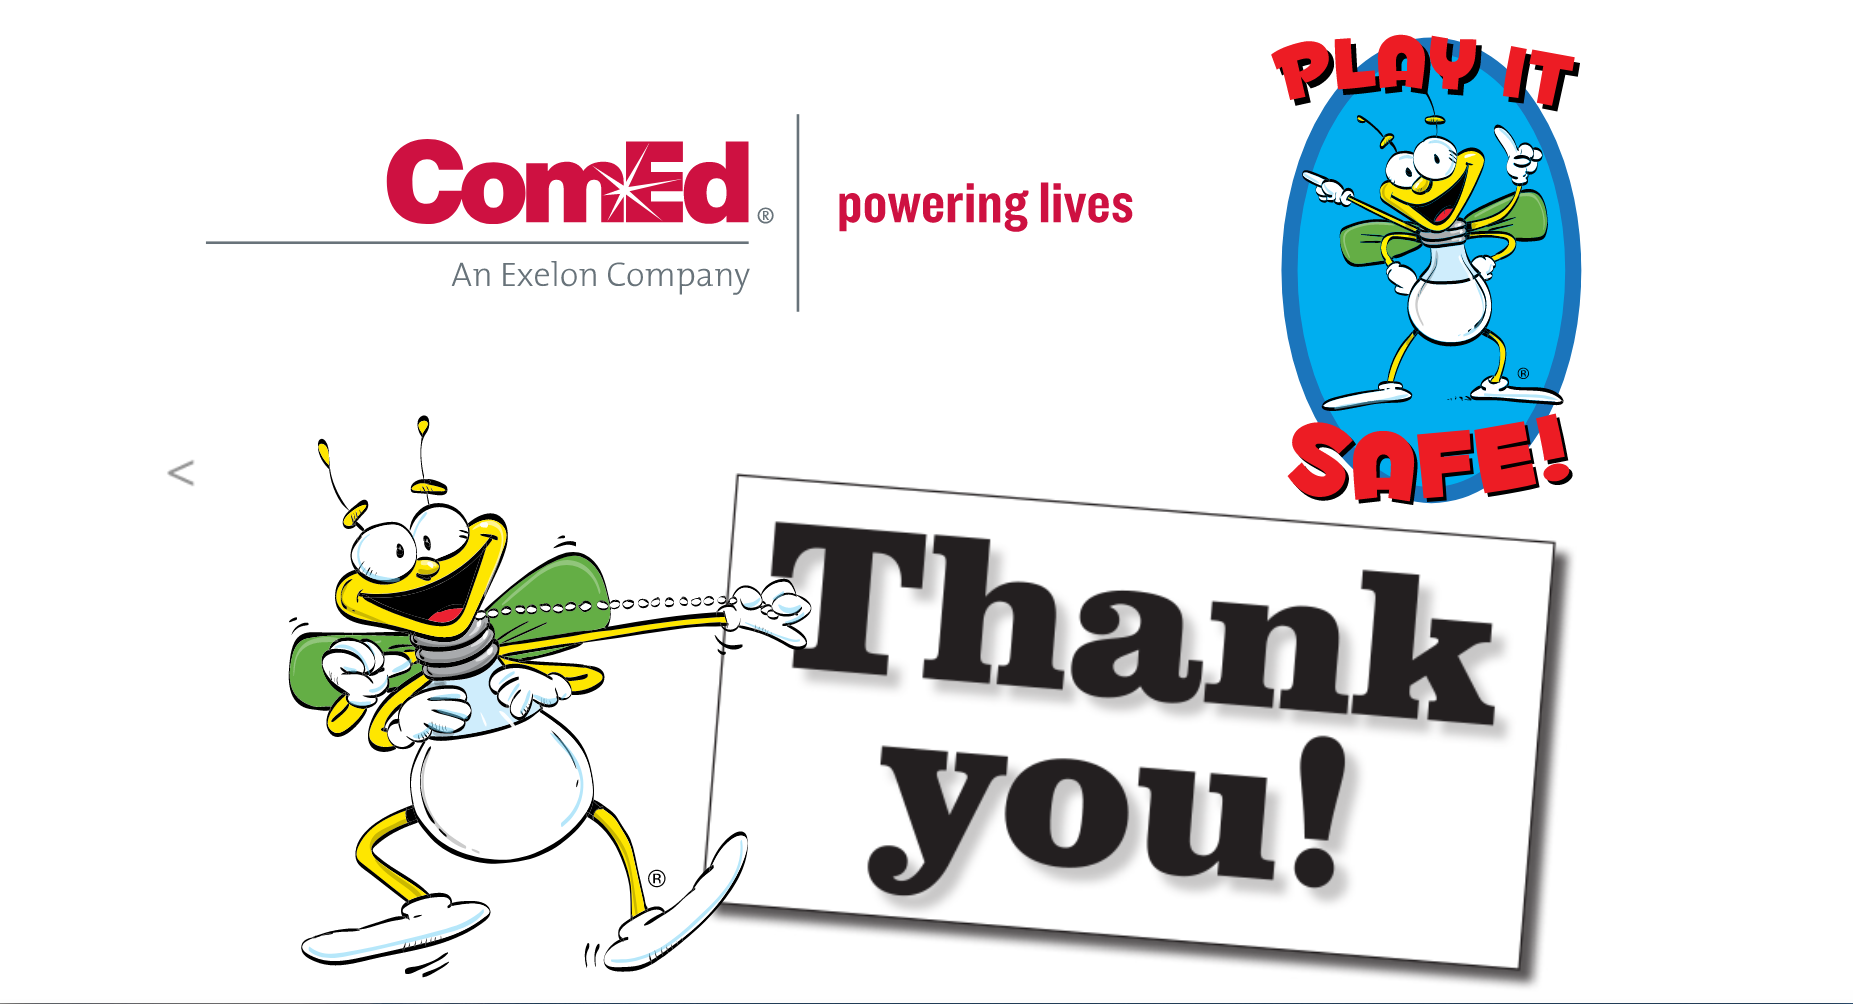 PLAY IT
ComEd®
powering lives
An Exelon Company
®
SAFE!
<
Thank
you!
®